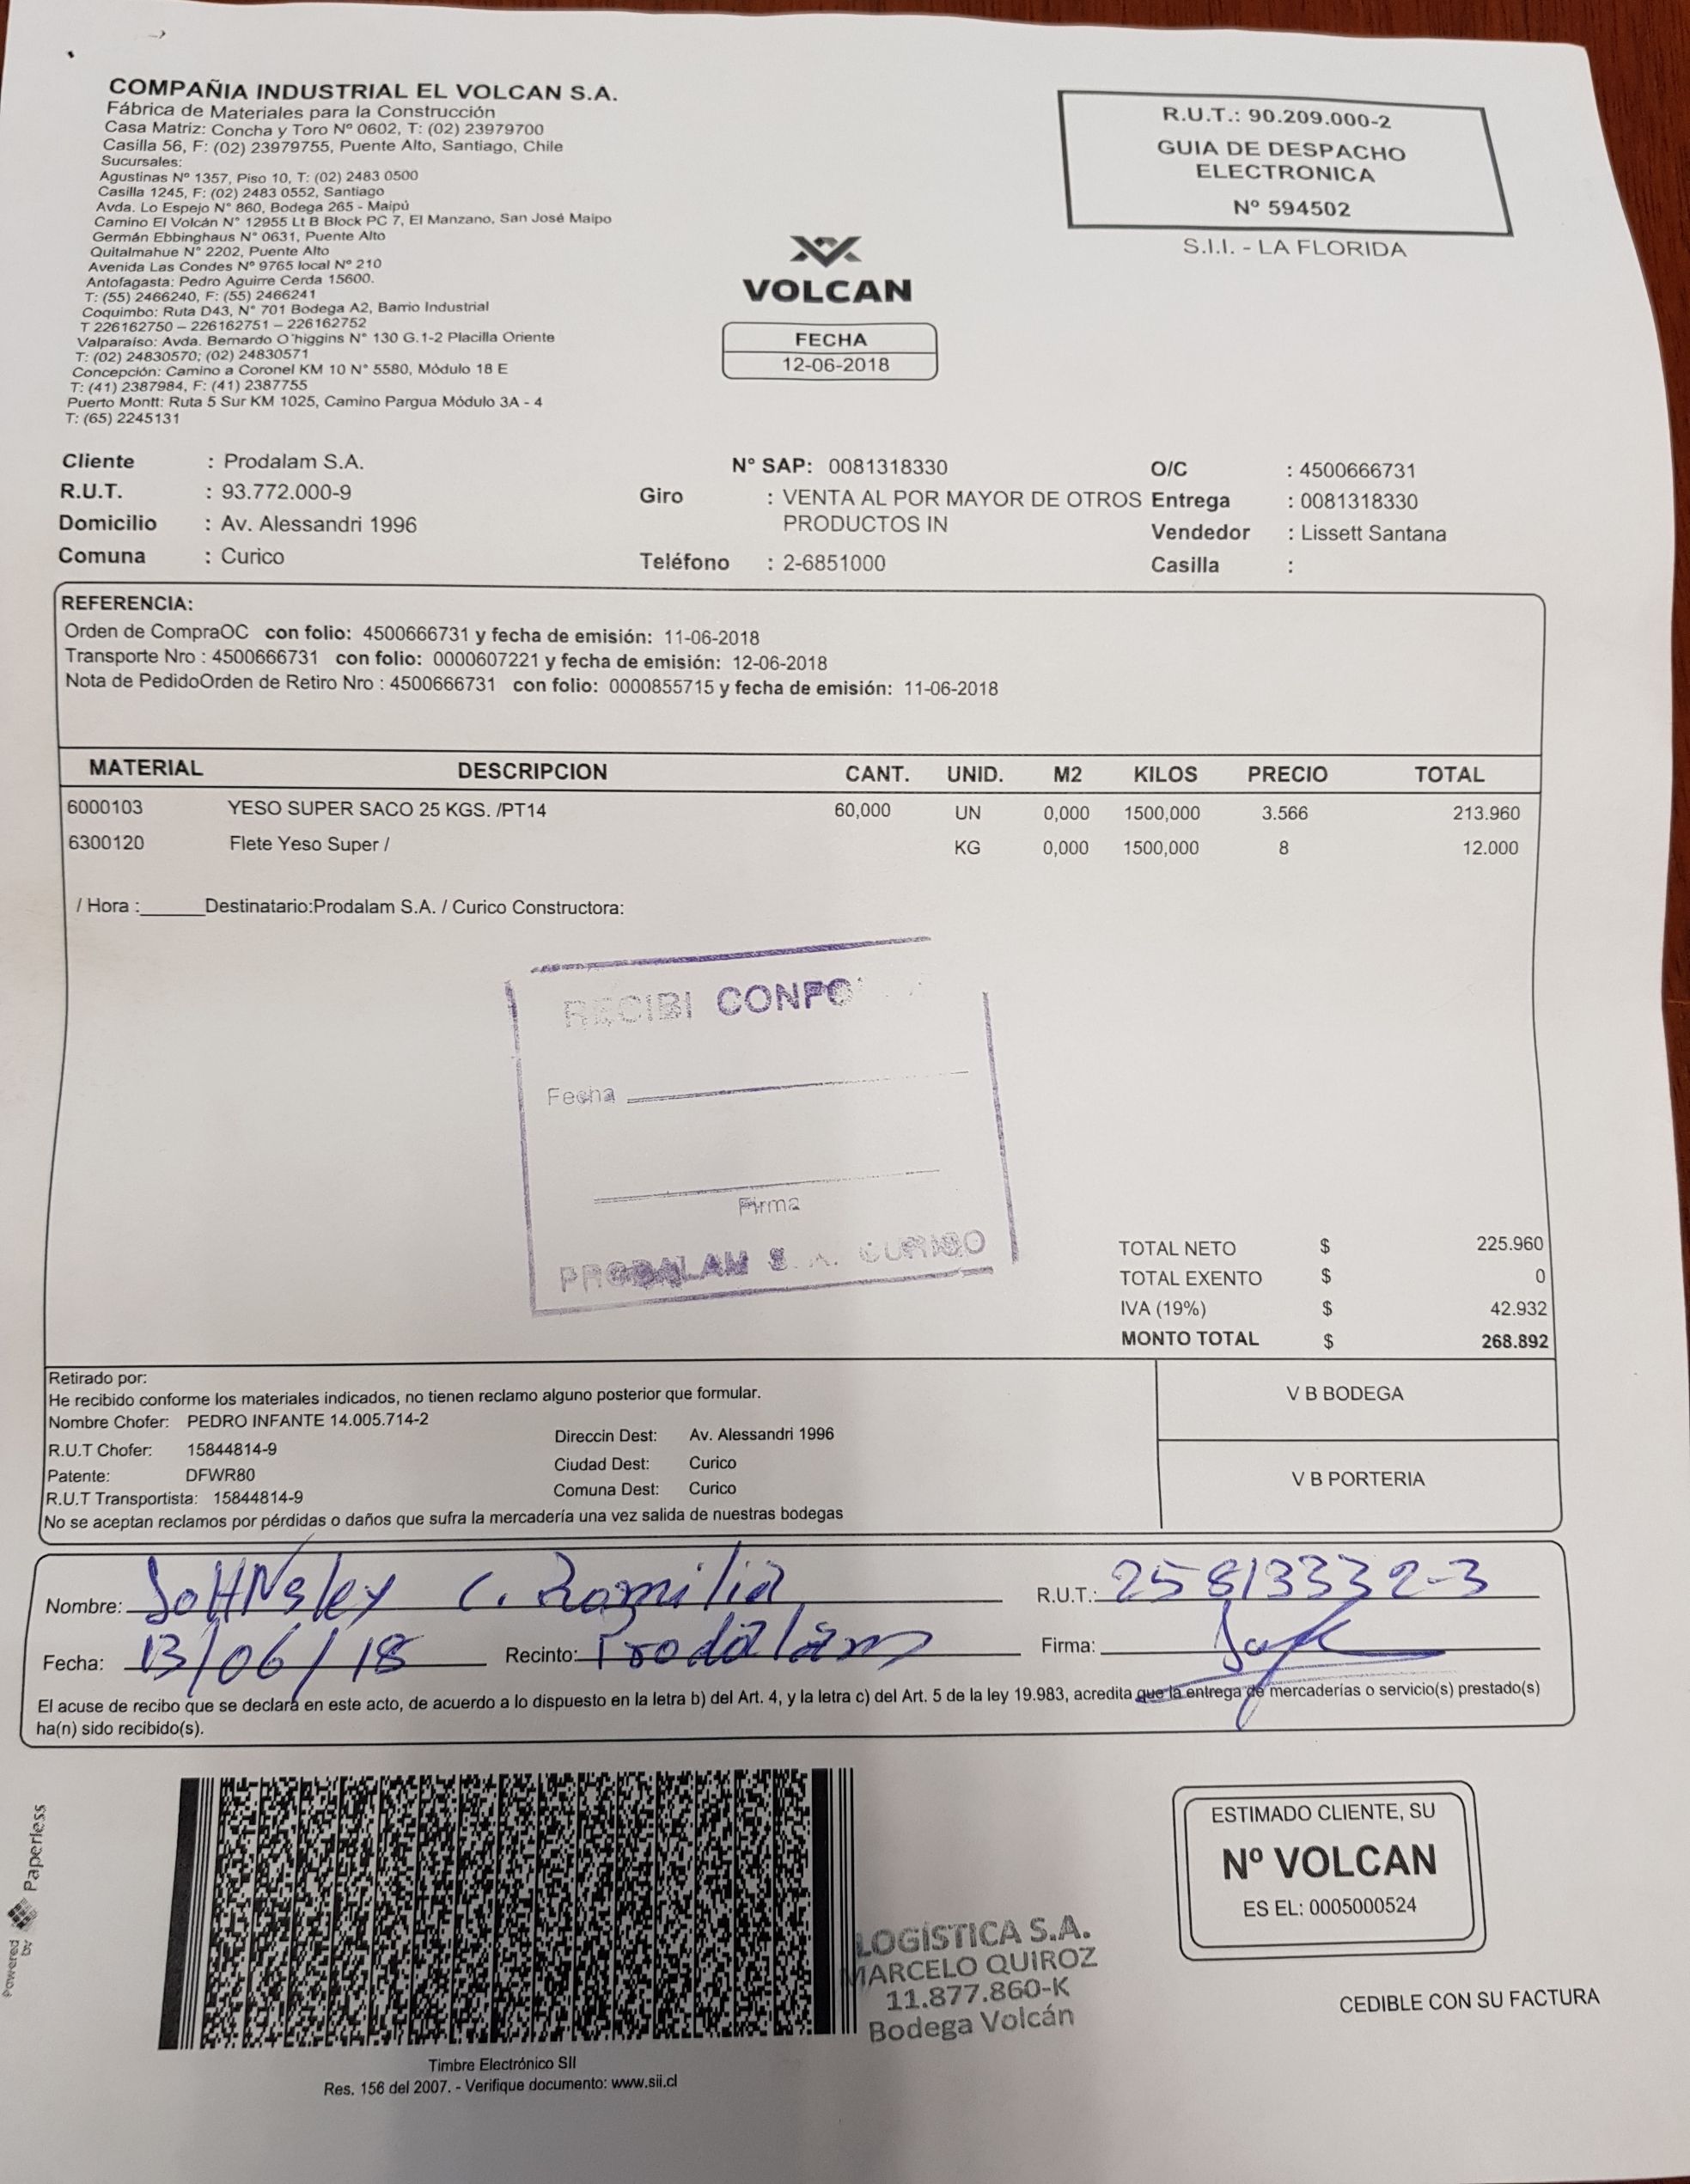 COMPAÑIA INDUSTRIAL EL VOLCAN S.A.
Fábrica de Materiales para la Construcción
Casa Matriz: Concha y Toro Nº 0602, T: (02) 23979700
Casilla 56, F: (02) 23979755, Puente Alto, Santiago, Chile
Sucursales:
Agustinas Nº 1357, Piso 10, T: (02) 2483 0500
Casilla 1245, F: (02) 2483 0552, Santiago
Avda. Lo Espejo N° 860, Bodega 265 - Maipú
Camino El Volcán N° 12955 Lt B Block PC 7, El Manzano, San José Maipo
Germán Ebbinghaus N° 0631, Puente Alto
Quitalmahue N° 2202, Puente Alto
Avenida Las Condes Nº 9765 local Nº 210
Antofagasta: Pedro Aguirre Cerda 15600.
T: (55) 2466240, F: (55) 2466241
Coquimbo: Ruta D43, N° 701 Bodega A2, Barrio Industrial
T 226162750 – 226162751 – 226162752
Valparaíso: Avda. Bernardo O´higgins N° 130 G.1-2 Placilla Oriente
T: (02) 24830570; (02) 24830571
Concepción: Camino a Coronel KM 10 N° 5580, Módulo 18 E
T: (41) 2387984, F: (41) 2387755
Puerto Montt: Ruta 5 Sur KM 1025, Camino Pargua Módulo 3A - 4
T: (65) 2245131
VOLCAN
FECHA
12-06-2018
R.U.T.: 90.209.000-2
GUIA DE DESPACHO
ELECTRONICA
Nº 594502
S.I.I. - LA FLORIDA
Cliente : Prodalam S.A. Nº SAP: 0081318330 O/C : 4500666731
R.U.T. : 93.772.000-9 Giro : VENTA AL POR MAYOR DE OTROS Entrega : 0081318330
Domicilio : Av. Alessandri 1996 PRODUCTOS IN Vendedor : Lissett Santana
Comuna : Curico Teléfono : 2-6851000 Casilla :
REFERENCIA:
Orden de CompraOC con folio: 4500666731 y fecha de emisión: 11-06-2018
Transporte Nro : 4500666731 con folio: 0000607221 y fecha de emisión: 12-06-2018
Nota de PedidoOrden de Retiro Nro : 4500666731 con folio: 0000855715 y fecha de emisión: 11-06-2018
MATERIAL DESCRIPCION CANT. UNID. M2 KILOS PRECIO TOTAL
6000103 YESO SUPER SACO 25 KGS. /PT14 60,000 UN 0,000 1500,000 3.566 213.960
6300120 Flete Yeso Super / KG 0,000 1500,000 8 12.000
/ Hora :______Destinatario:Prodalam S.A. / Curico Constructora:
RECIBI CONFO
Fecha
Firma
PRODALAM S.A. CURICO
TOTAL NETO $ 225.960
TOTAL EXENTO $ 0
IVA (19%) $ 42.932
MONTO TOTAL $ 268.892
Retirado por:
He recibido conforme los materiales indicados, no tienen reclamo alguno posterior que formular.
Nombre Chofer: PEDRO INFANTE 14.005.714-2
R.U.T Chofer: 15844814-9 Direccin Dest: Av. Alessandri 1996
Patente: DFWR80 Ciudad Dest: Curico
R.U.T Transportista: 15844814-9 Comuna Dest: Curico
No se aceptan reclamos por pérdidas o daños que sufra la mercadería una vez salida de nuestras bodegas
V B BODEGA
V B PORTERIA
Nombre: JoHNsley C. Romilia R.U.T.: 25813332-3
Fecha: 13/06/18 Recinto: Prodalam Firma:
El acuse de recibo que se declara en este acto, de acuerdo a lo dispuesto en la letra b) del Art. 4, y la letra c) del Art. 5 de la ley 19.983, acredita que la entrega de mercaderías o servicio(s) prestado(s)
ha(n) sido recibido(s).
Powered by Paperless
Timbre Electrónico SII
Res. 156 del 2007. - Verifique documento: www.sii.cl
LOGÍSTICA S.A.
MARCELO QUIROZ
11.877.860-K
Bodega Volcán
ESTIMADO CLIENTE, SU
Nº VOLCAN
ES EL: 0005000524
CEDIBLE CON SU FACTURA